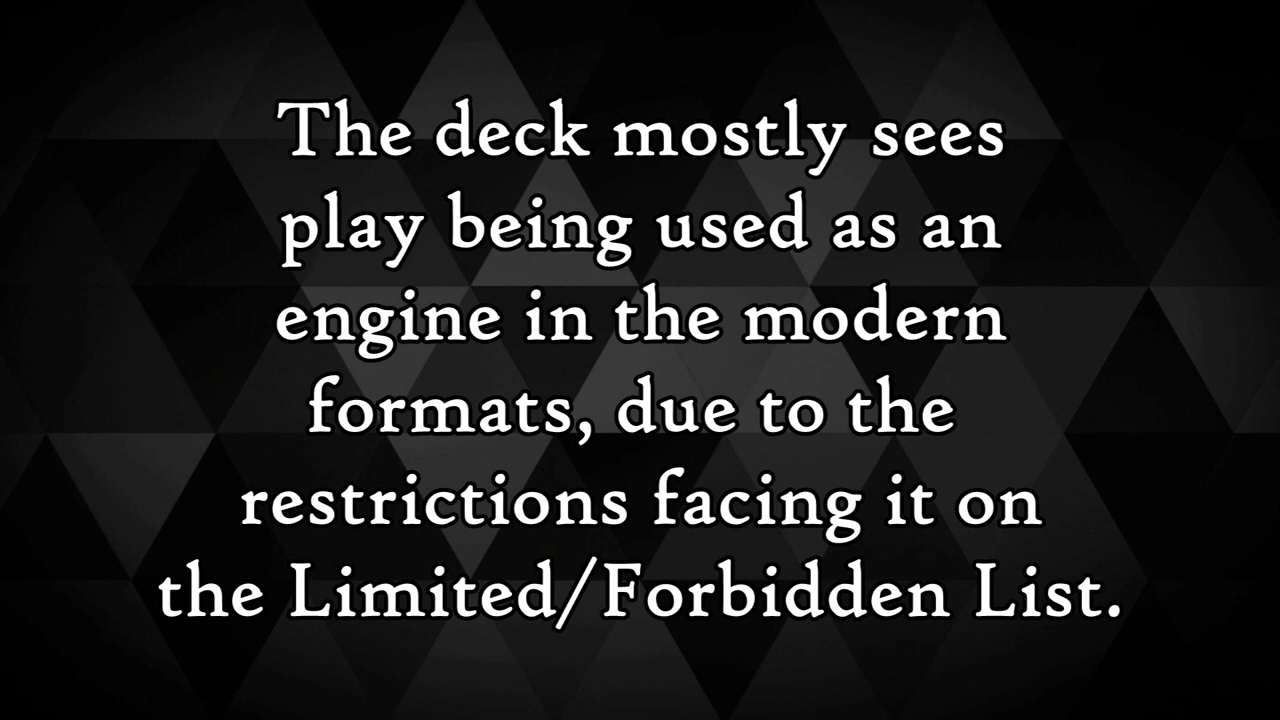 The deck mostly sees
play being used as an
engine in the modern
formats, due to the
restrictions facing it on
the Limited/Forbidden List.